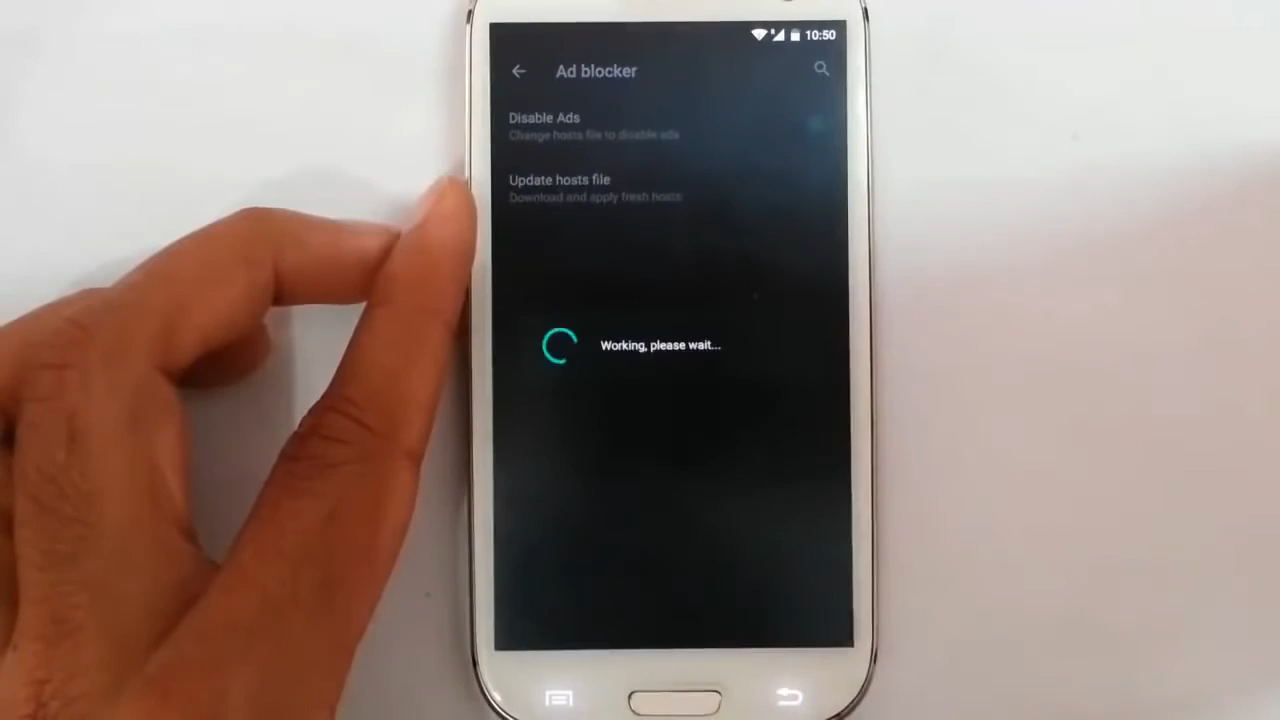 10:50
Ad blocker
Disable Ads
Change hosts file to disable ads
Update hosts file
Download and apply fresh hosts
Working, please wait...